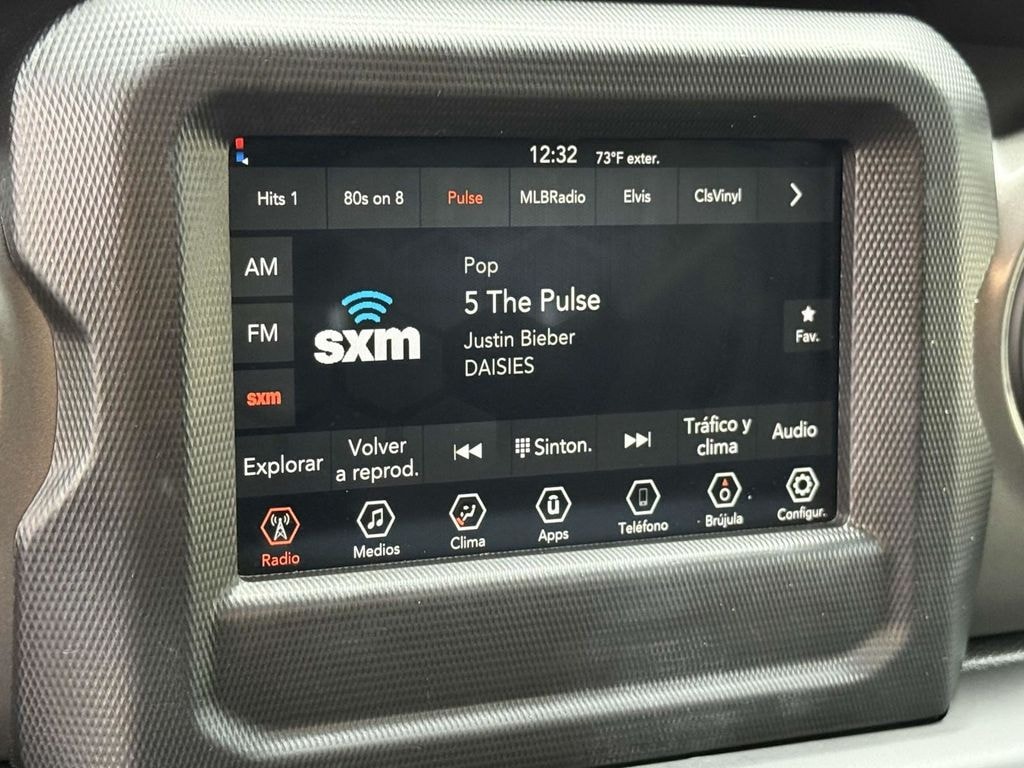 12:32 73°F exter.
Hits 1 80s on 8 Pulse MLBRadio Elvis ClsVinyl
AM
FM
sxm
sxm
Pop
5 The Pulse
Justin Bieber
DAISIES
Fav.
Explorar
Volver
a reprod.
Sinton.
Tráfico y
clima
Audio
Radio Medios Clima Apps Teléfono Brújula Configur.